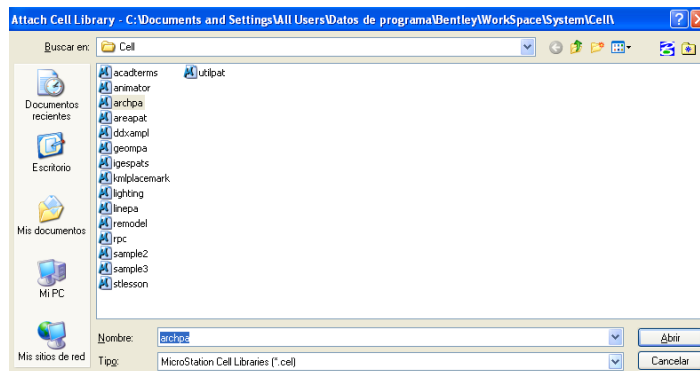 Attach Cell Library - C:\Documents and Settings\All Users\Datos de programa\Bentley\WorkSpace\System\Cell\
Buscar en: Cell
Documentos recientes
Escritorio
Mis documentos
Mi PC
Mis sitios de red
acadterms
animator
archpa
areapat
ddxampl
geompa
igespats
kmlplacemark
lighting
linepa
remodel
rpc
sample2
sample3
stlesson
utilpat
Nombre: archpa Abrir
Tipo: MicroStation Cell Libraries (*.cel) Cancelar